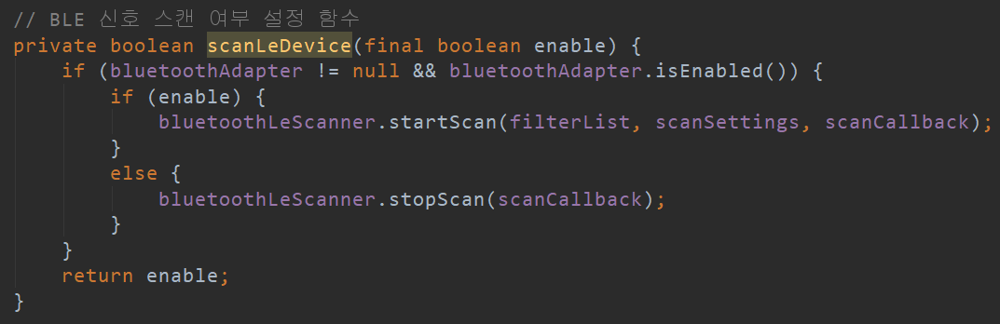 // BLE 신호 스캔 여부 설정 함수
private boolean scanLeDevice(final boolean enable) {
    if (bluetoothAdapter != null && bluetoothAdapter.isEnabled()) {
        if (enable) {
            bluetoothLeScanner.startScan(filterList, scanSettings, scanCallback);
        }
        else {
            bluetoothLeScanner.stopScan(scanCallback);
        }
    }
    return enable;
}